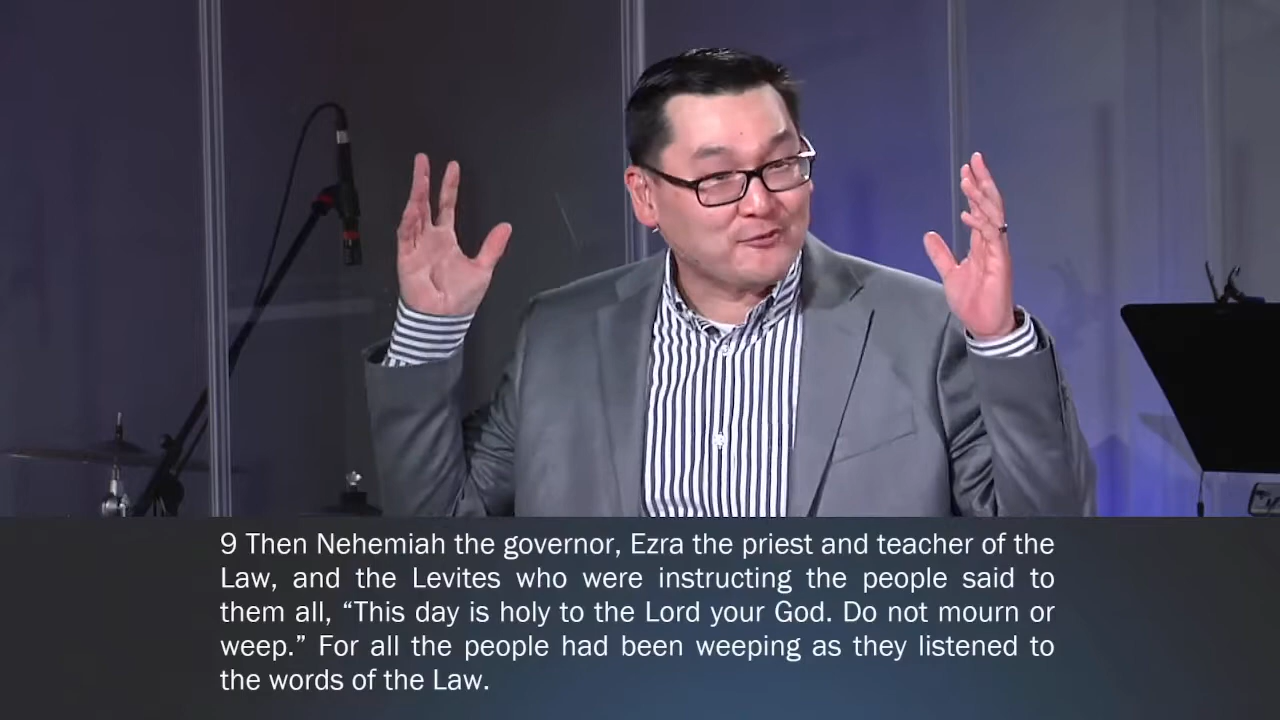 9 Then Nehemiah the governor, Ezra the priest and teacher of the
Law, and the Levites who were instructing the people said to
them all, “This day is holy to the Lord your God. Do not mourn or
weep.” For all the people had been weeping as they listened to
the words of the Law.